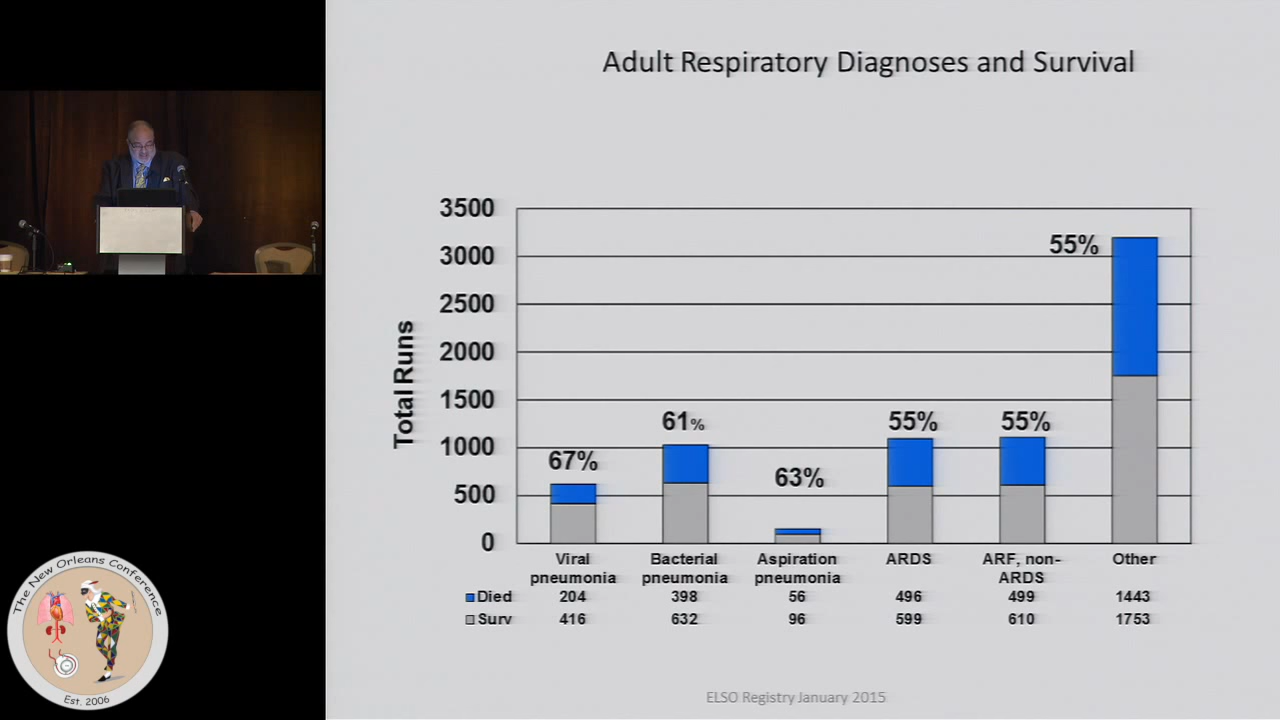 Adult Respiratory Diagnoses and Survival
3500
3000
2500
2000
1500
1000
500
0
Total Runs
67%
61%
63%
55%
55%
55%
Viral pneumonia
Bacterial pneumonia
Aspiration pneumonia
ARDS
ARF, non-ARDS
Other
Died 204 398 56 496 499 1443
Surv 416 632 96 599 610 1753
ELSO Registry January 2015
The New Orleans Conference
Est. 2006